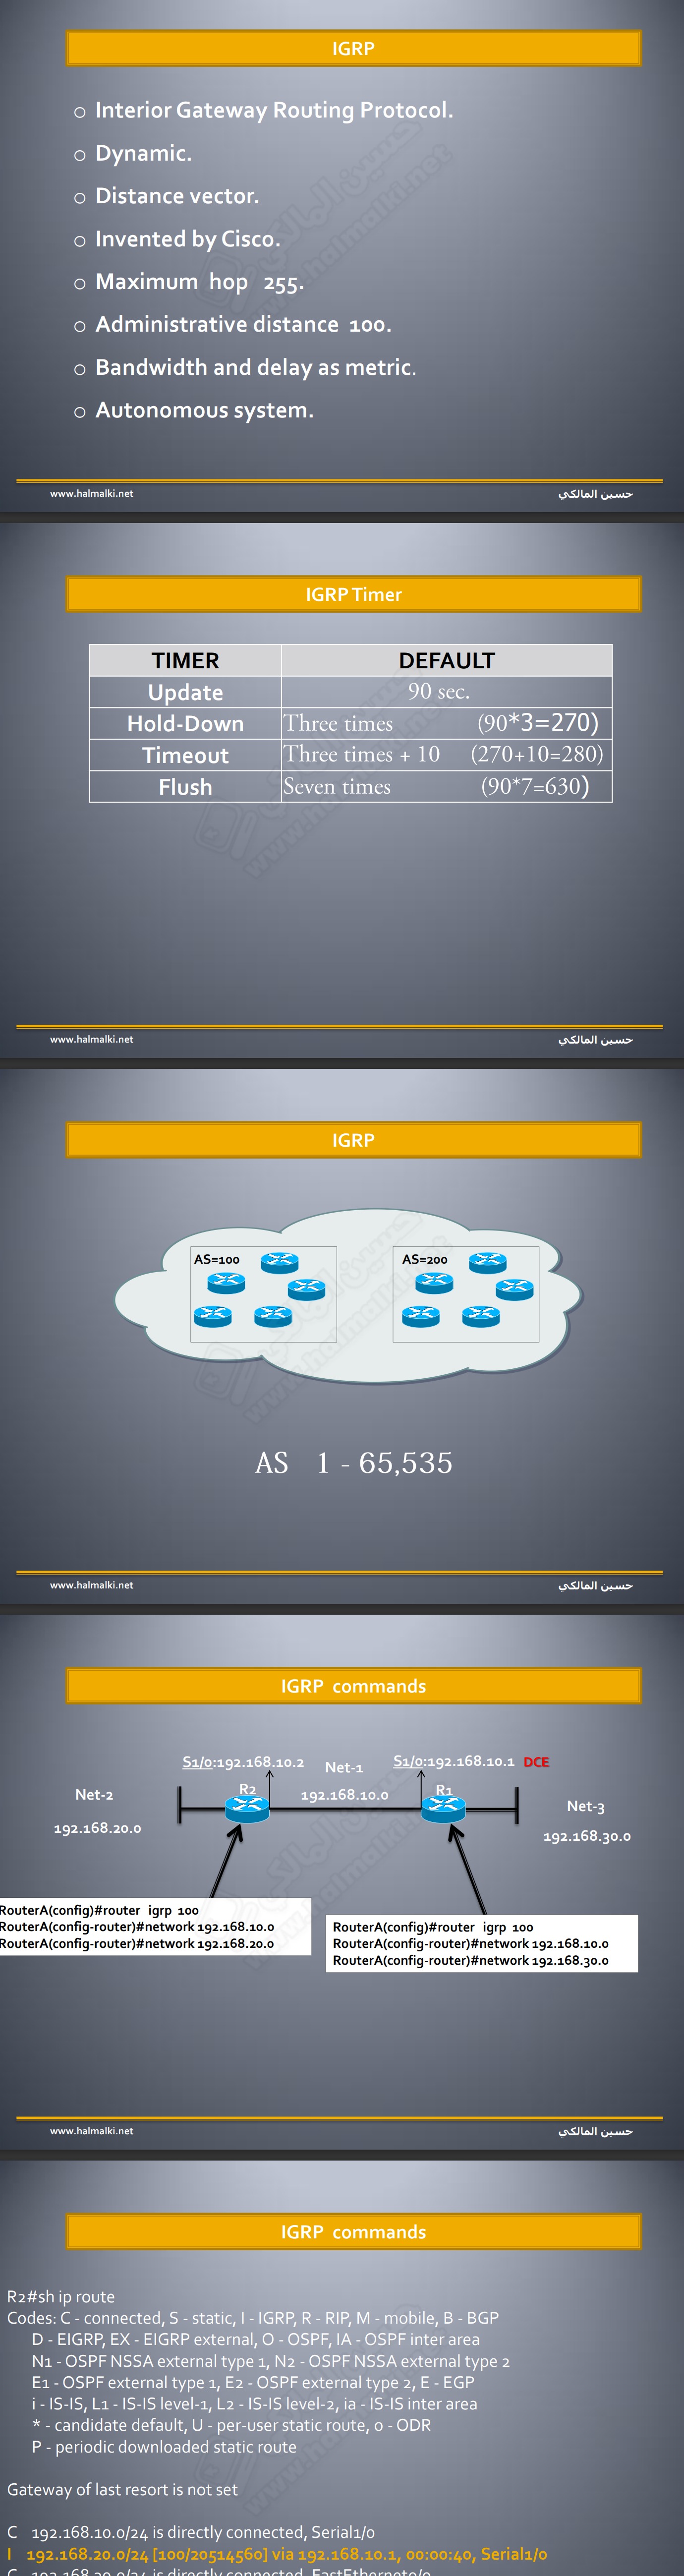 IGRP
Interior Gateway Routing Protocol.
Dynamic.
Distance vector.
Invented by Cisco.
Maximum hop 255.
Administrative distance 100.
Bandwidth and delay as metric.
Autonomous system.
www.halmalki.net
حسين المالكي
IGRP Timer
TIMER DEFAULT
Update 90 sec.
Hold-Down Three times (90*3=270)
Timeout Three times + 10 (270+10=280)
Flush Seven times (90*7=630)
www.halmalki.net
حسين المالكي
IGRP
AS=100
AS=200
AS 1 - 65,535
www.halmalki.net
حسين المالكي
IGRP commands
S1/0:192.168.10.2
Net-1
S1/0:192.168.10.1 DCE
R2
R1
192.168.10.0
Net-2
192.168.20.0
Net-3
192.168.30.0
RouterA(config)#router igrp 100
RouterA(config-router)#network 192.168.10.0
RouterA(config-router)#network 192.168.20.0
RouterA(config)#router igrp 100
RouterA(config-router)#network 192.168.10.0
RouterA(config-router)#network 192.168.30.0
www.halmalki.net
حسين المالكي
IGRP commands
R2#sh ip route
Codes: C - connected, S - static, I - IGRP, R - RIP, M - mobile, B - BGP
D - EIGRP, EX - EIGRP external, O - OSPF, IA - OSPF inter area
N1 - OSPF NSSA external type 1, N2 - OSPF NSSA external type 2
E1 - OSPF external type 1, E2 - OSPF external type 2, E - EGP
i - IS-IS, L1 - IS-IS level-1, L2 - IS-IS level-2, ia - IS-IS inter area
* - candidate default, U - per-user static route, o - ODR
P - periodic downloaded static route
Gateway of last resort is not set
C 192.168.10.0/24 is directly connected, Serial1/0
I 192.168.20.0/24 [100/20514560] via 192.168.10.1, 00:00:40, Serial1/0